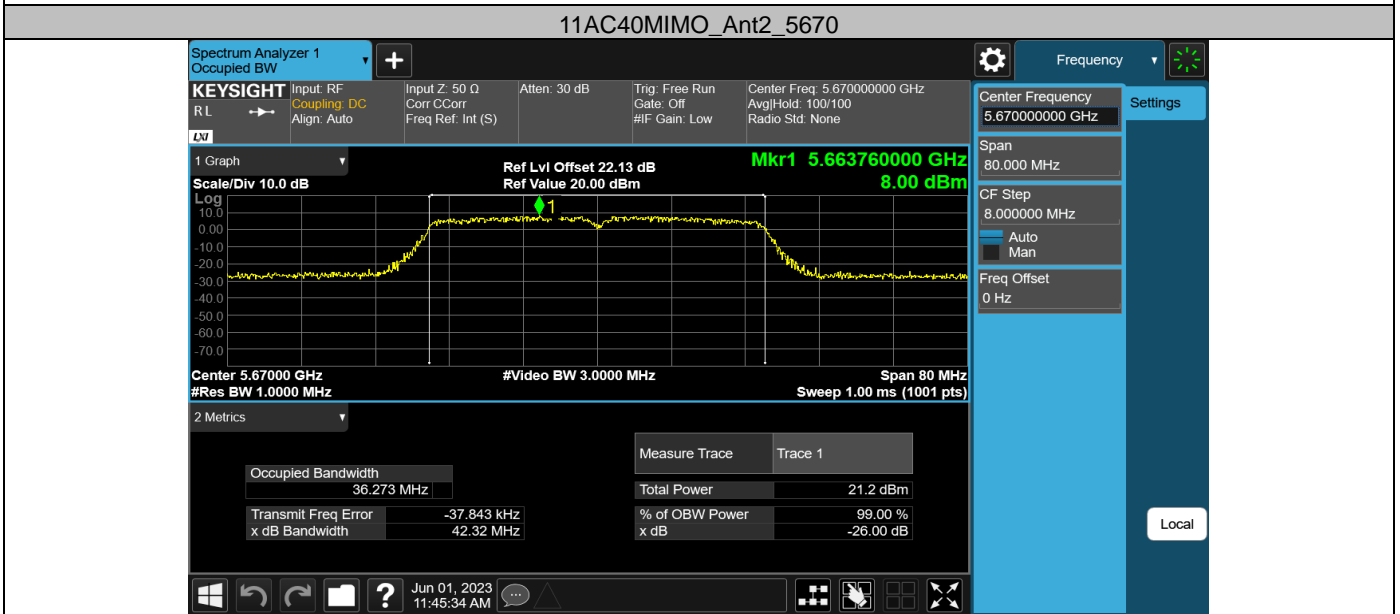 11AC40MIMO_Ant2_5670
Spectrum Analyzer 1
Occupied BW
+
Frequency
KEYSIGHT
RL
LXI
Input: RF
Coupling: DC
Align: Auto
Input Z: 50 Ω
Corr CCorr
Freq Ref: Int (S)
Atten: 30 dB
Trig: Free Run
Gate: Off
#IF Gain: Low
Center Freq: 5.670000000 GHz
Avg|Hold: 100/100
Radio Std: None
Center Frequency
5.670000000 GHz
Settings
Span
80.000 MHz
CF Step
8.000000 MHz
Auto
Man
Freq Offset
0 Hz
Local
1 Graph
Scale/Div 10.0 dB
Ref Lvl Offset 22.13 dB
Ref Value 20.00 dBm
Mkr1 5.663760000 GHz
8.00 dBm
Log
10.0
0.00
-10.0
-20.0
-30.0
-40.0
-50.0
-60.0
-70.0
1
Center 5.67000 GHz
#Res BW 1.0000 MHz
#Video BW 3.0000 MHz
Span 80 MHz
Sweep 1.00 ms (1001 pts)
2 Metrics
Measure Trace Trace 1
Occupied Bandwidth
36.273 MHz
Total Power 21.2 dBm
Transmit Freq Error -37.843 kHz
% of OBW Power 99.00 %
x dB Bandwidth 42.32 MHz
x dB -26.00 dB
?
Jun 01, 2023
11:45:34 AM